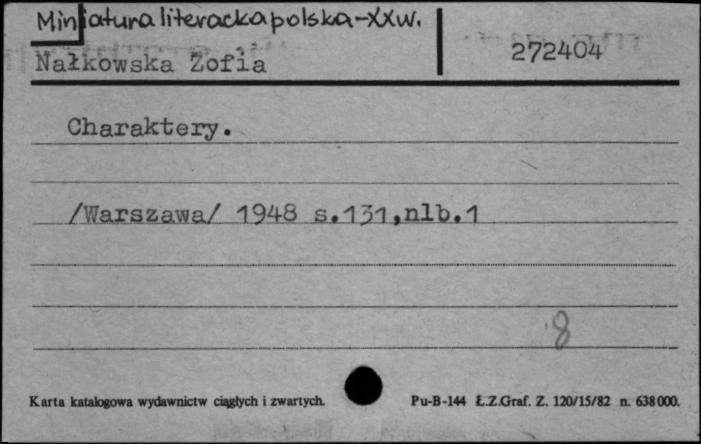 Miniatura literacka polska-XX w.
Nałkowska Zofia
272404
Charaktery.
/Warszawa/ 1948 s.131,nlb.1
8
Karta katalogowa wydawnictw ciągłych i zwartych.
Pu-B-144 Ł.Z.Graf. Z. 120/15/82 n. 638000.